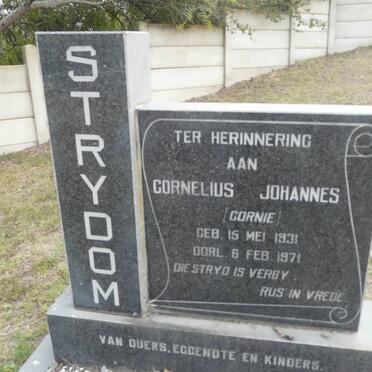 STRYDOM
TER HERINNERING
AAN
CORNELIUS JOHANNES
(CORNIE)
GEB. 15 MEI 1931
OORL. 6 FEB. 1971
DIE STRYD IS VERBY
RUS IN VREDE
VAN OUERS, EGGENOTE EN KINDERS.